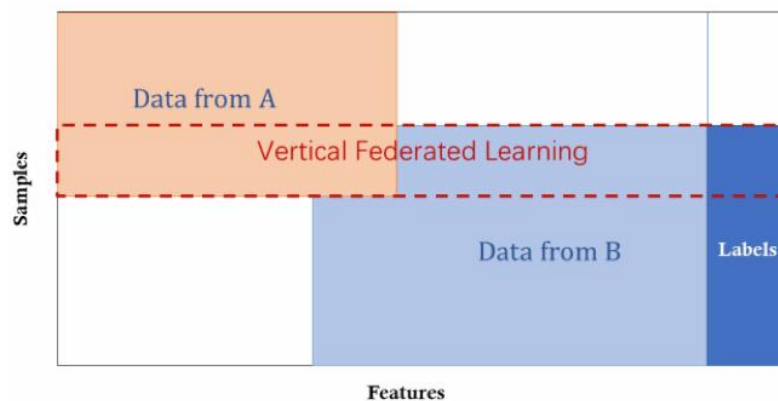 Data from A
Vertical Federated Learning
Samples
Data from B
Labels
Features